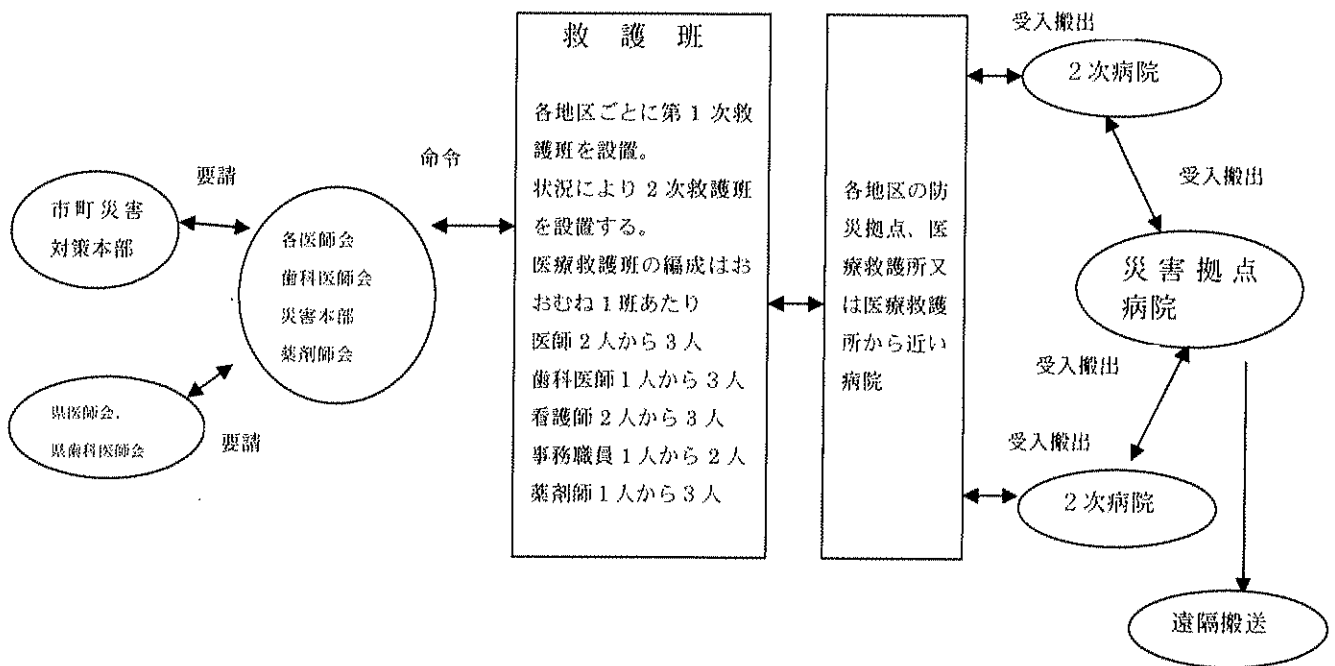 要請
市町災害
対策本部
県医師会,
県歯科医師会
要請
命令
各医師会
歯科医師会
災害本部
薬剤師会
救 護 班
各地区ごとに第1次救
護班を設置。
状況により2次救護班
を設置する。
医療救護班の編成はお
おむね1班あたり
医師2人から3人
歯科医師1人から3人
看護師2人から3人
事務職員1人から2人
薬剤師1人から3人
各地区の防
災拠点、医
療救護所又
は医療救護
所から近い
病院
受入搬出
2次病院
受入搬出
災害拠点
病院
受入搬出
受入搬出
2次病院
遠隔搬送